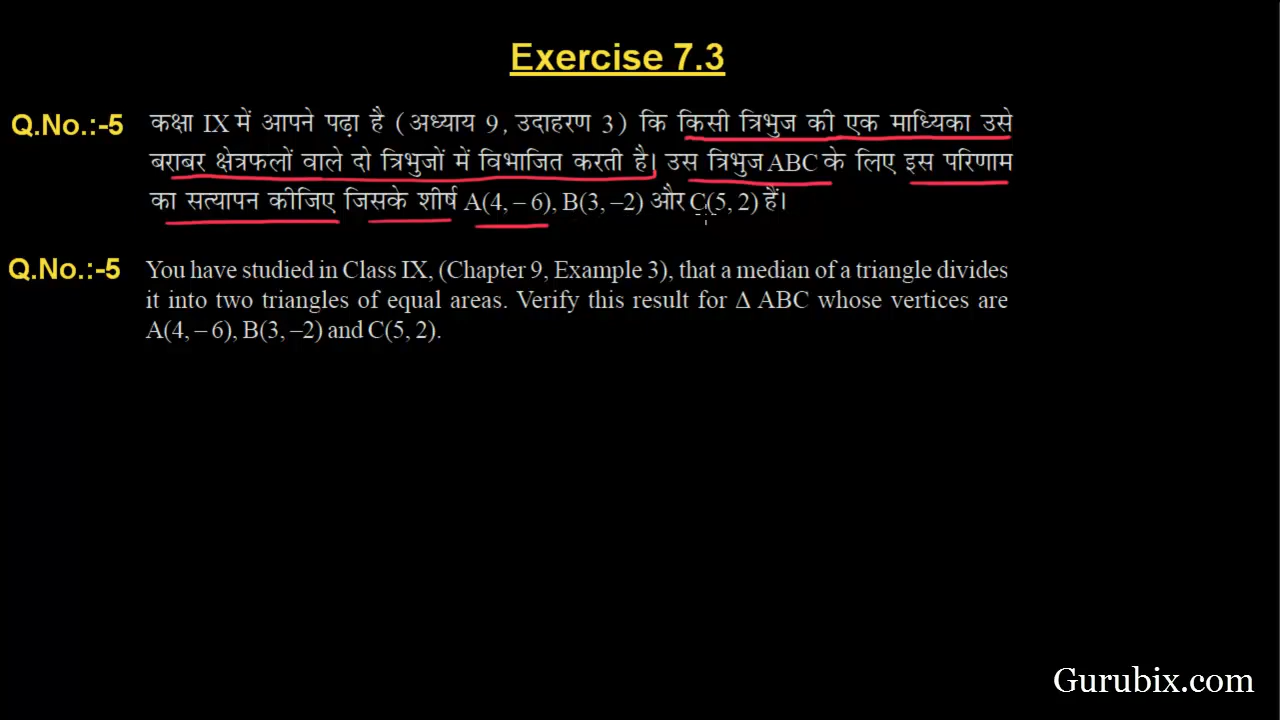 Exercise 7.3
Q.No.:-5 कक्षा IX में आपने पढ़ा है (अध्याय 9, उदाहरण 3) कि किसी त्रिभुज की एक माध्यिका उसे
बराबर क्षेत्रफलों वाले दो त्रिभुजों में विभाजित करती है। उस त्रिभुज ABC के लिए इस परिणाम
का सत्यापन कीजिए जिसके शीर्ष A(4, – 6), B(3, –2) और C(5, 2) हैं।
Q.No.:-5 You have studied in Class IX, (Chapter 9, Example 3), that a median of a triangle divides
it into two triangles of equal areas. Verify this result for Δ ABC whose vertices are
A(4, – 6), B(3, –2) and C(5, 2).
Gurubix.com